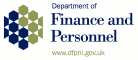 Department of
Finance and
Personnel
www.dfpni.gov.uk